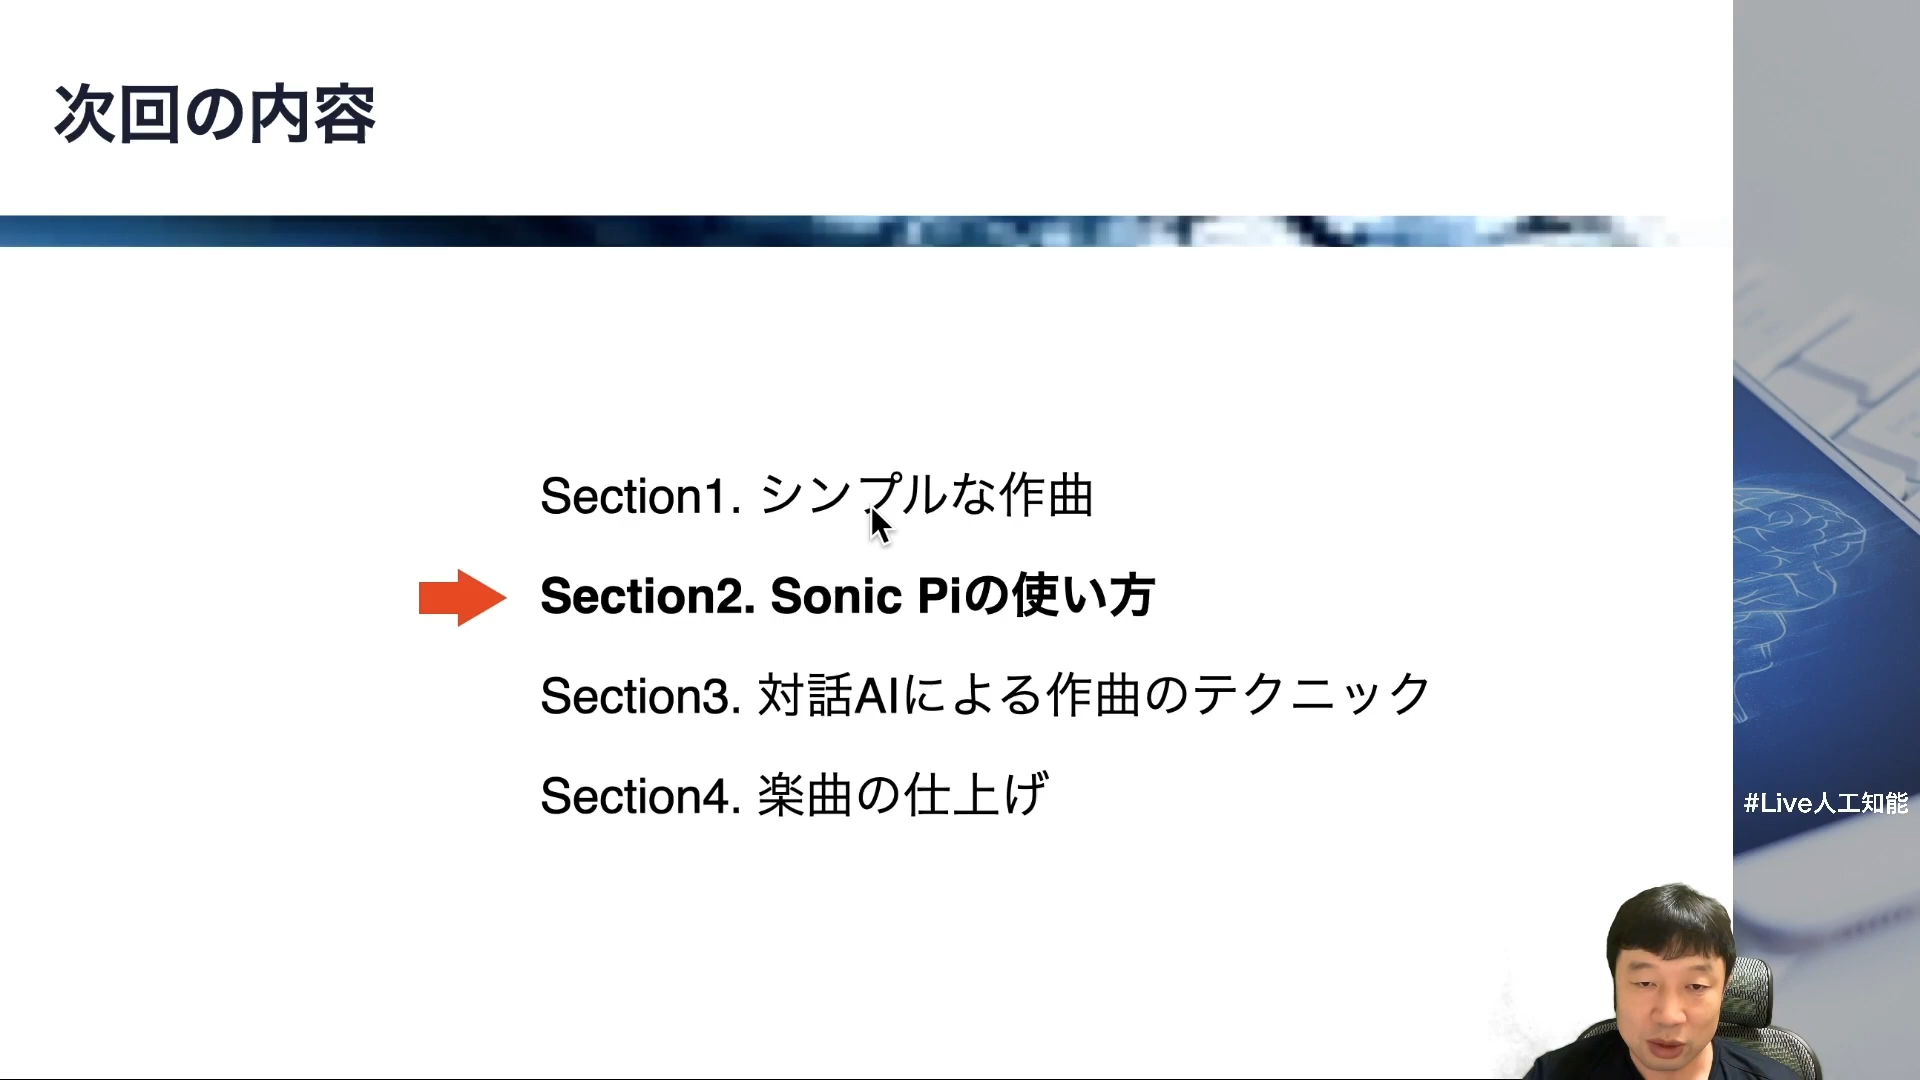 次回の内容
Section1. シンプルな作曲
Section2. Sonic Piの使い方
Section3. 対話AIによる作曲のテクニック
Section4. 楽曲の仕上げ
#Live人工知能